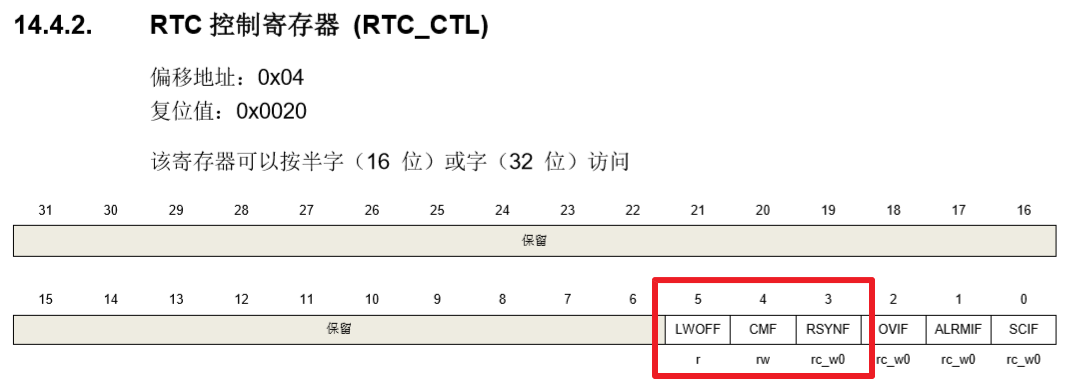 14.4.2. RTC 控制寄存器 (RTC_CTL)
偏移地址：0x04
复位值：0x0020
该寄存器可以按半字（16 位）或字（32 位）访问
31 30 29 28 27 26 25 24 23 22 21 20 19 18 17 16
保留
15 14 13 12 11 10 9 8 7 6 5 4 3 2 1 0
保留 LWOFF CMF RSYNF OVIF ALRMIF SCIF
r rw rc_w0 rc_w0 rc_w0 rc_w0